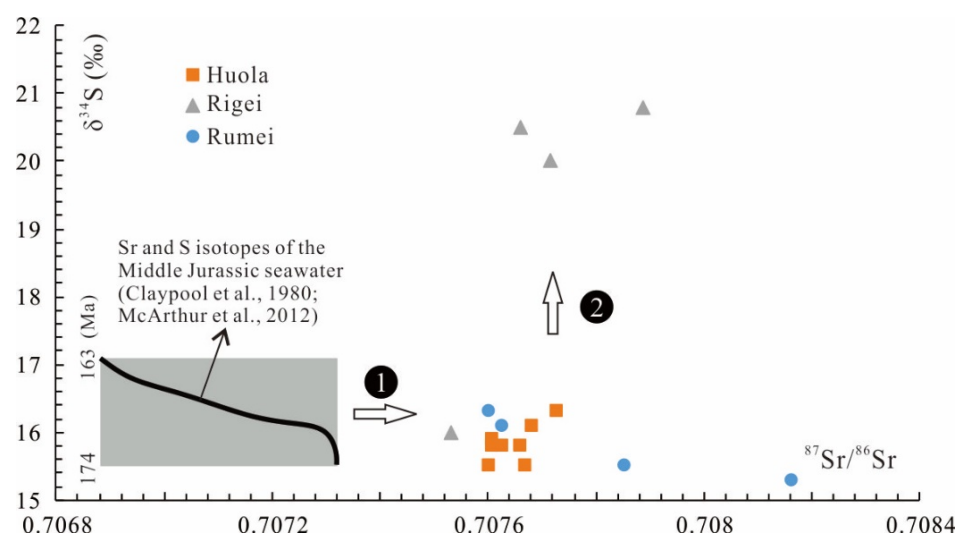 22
21
20
19
18
17
16
15
δ³⁴S (‰)
Huola
Rigei
Rumei
Sr and S isotopes of the
Middle Jurassic seawater
(Claypool et al., 1980;
McArthur et al., 2012)
163 (Ma)
174
1
2
⁸⁷Sr/⁸⁶Sr
0.7068
0.7072
0.7076
0.708
0.7084